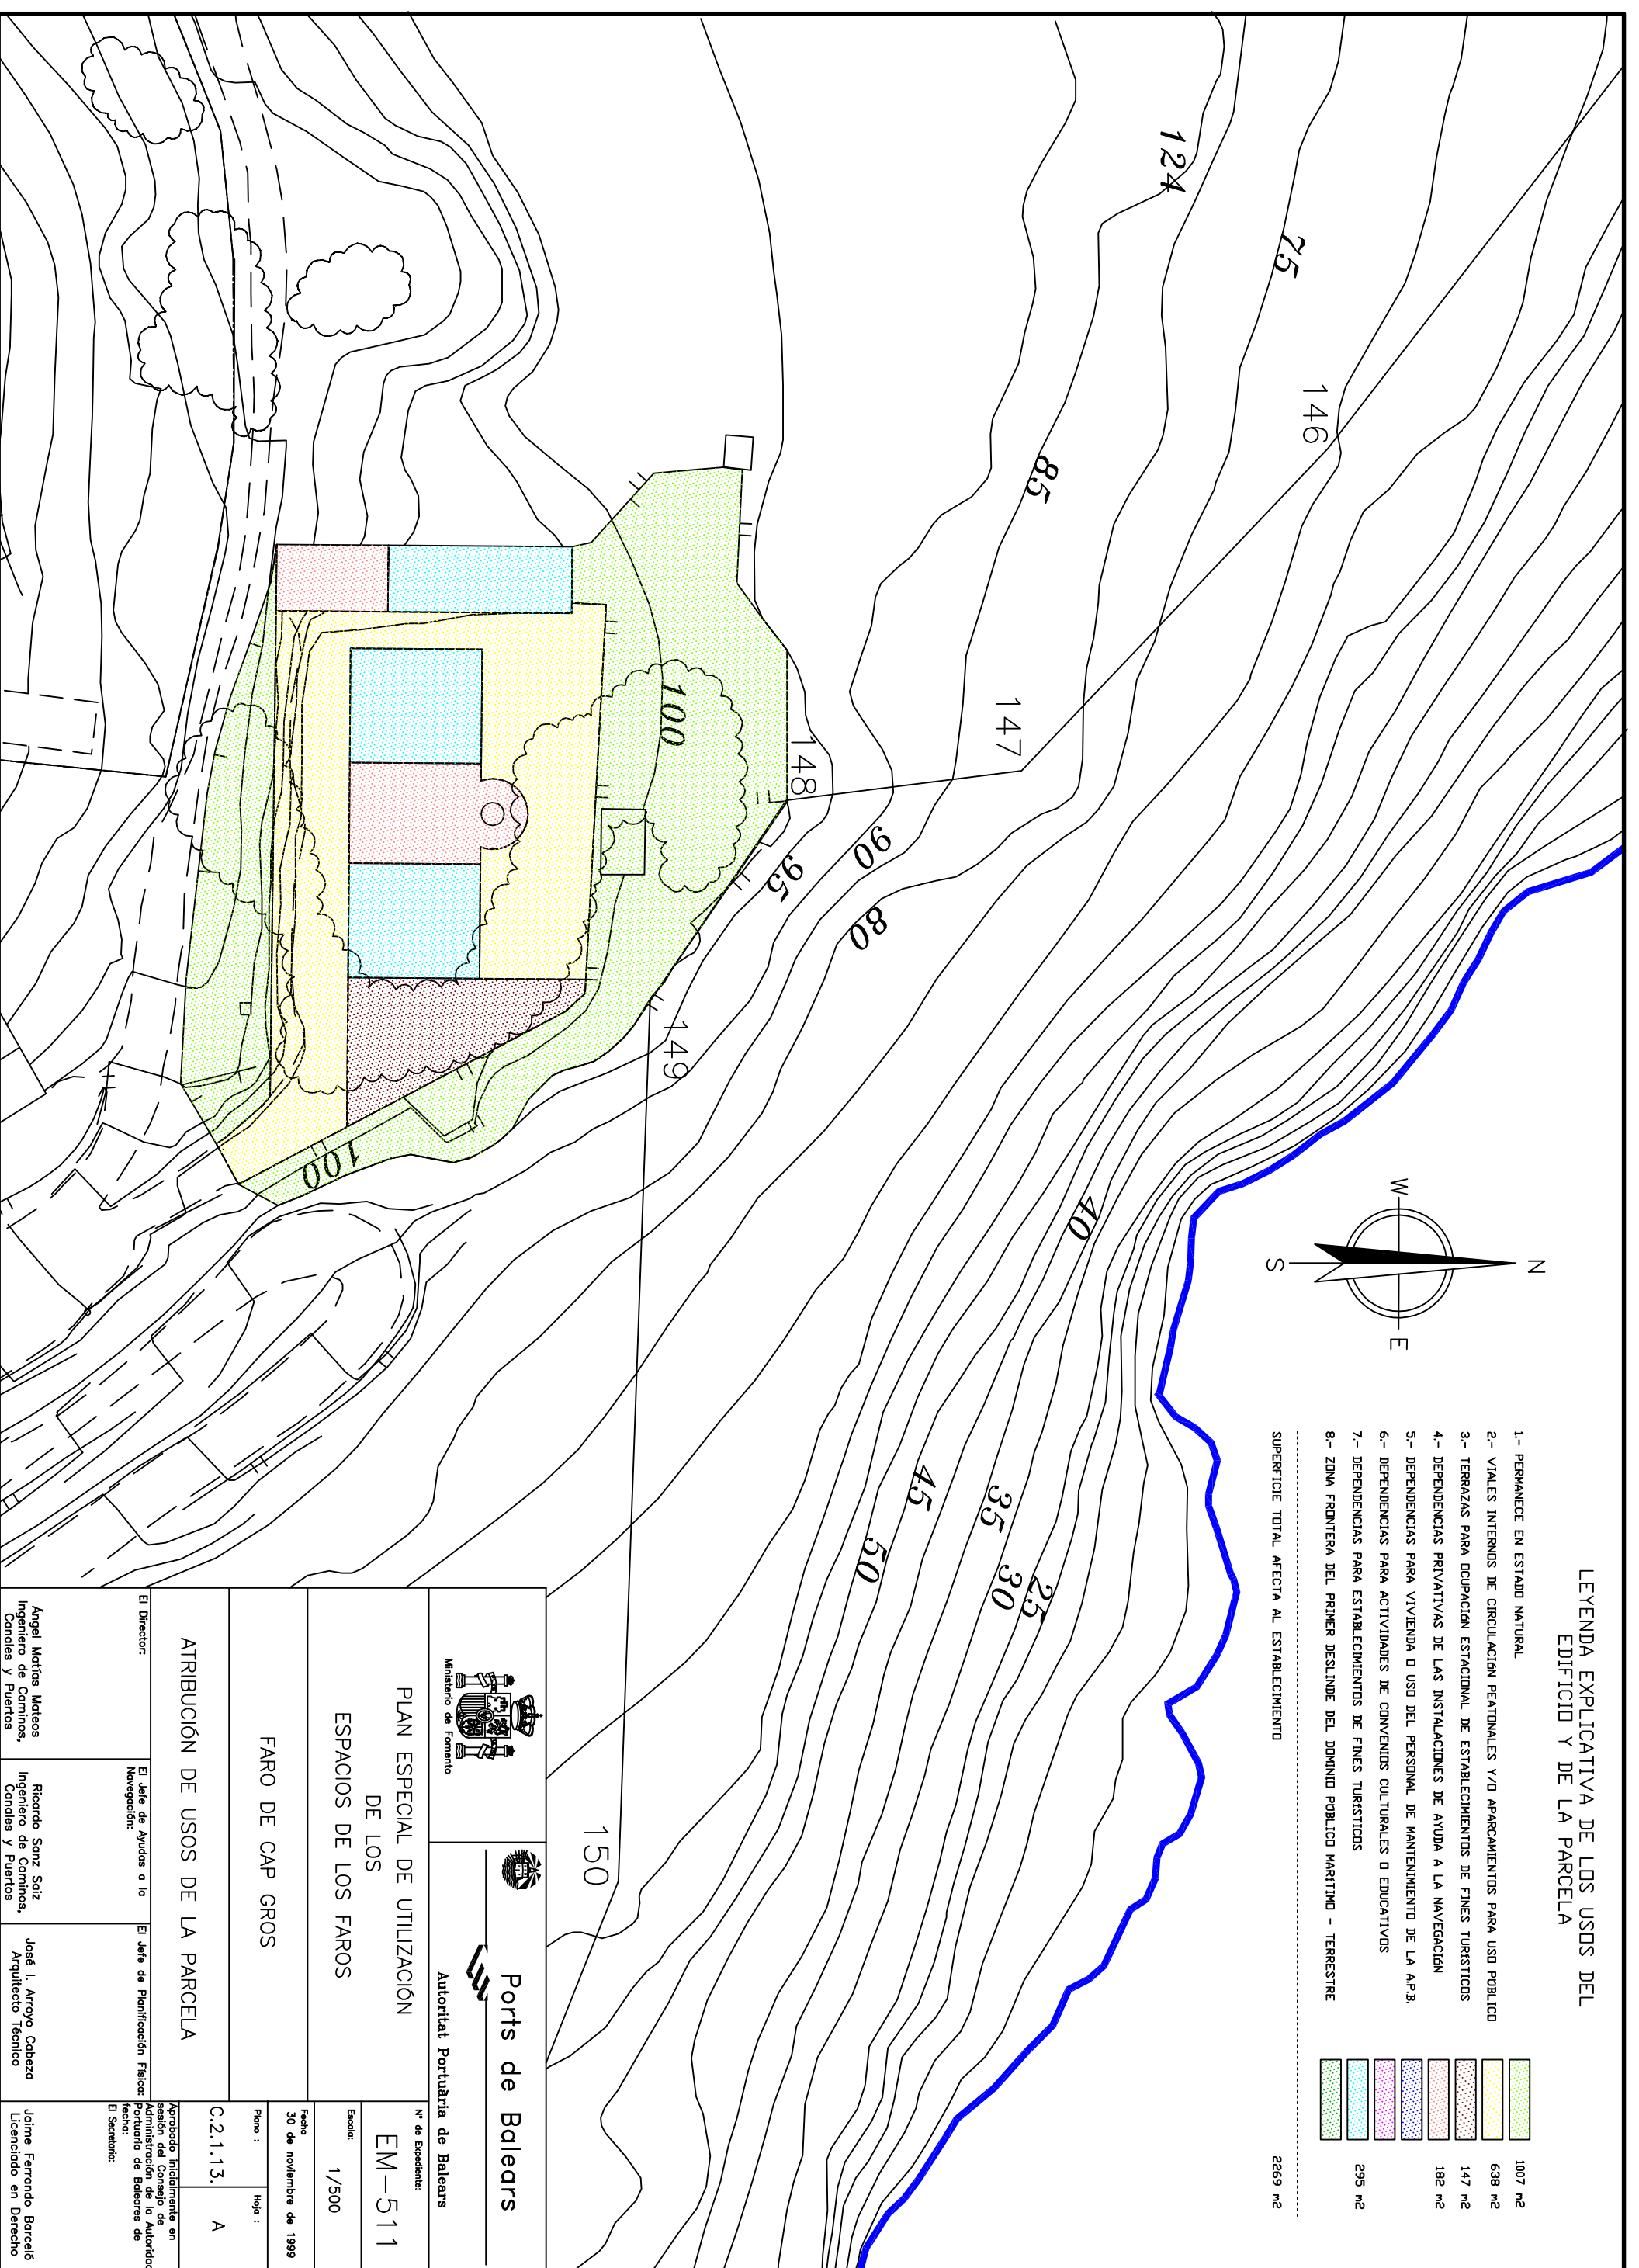 LEYENDA EXPLICATIVA DE LOS USOS DEL
EDIFICIO Y DE LA PARCELA
1.- PERMANECE EN ESTADO NATURAL 1007 m2
2.- VIALES INTERNOS DE CIRCULACIÓN PEATONALES Y/O APARCAMIENTOS PARA USO PÚBLICO 638 m2
3.- TERRAZAS PARA OCUPACIÓN ESTACIONAL DE ESTABLECIMIENTOS DE FINES TURÍSTICOS 147 m2
4.- DEPENDENCIAS PRIVATIVAS DE LAS INSTALACIONES DE AYUDA A LA NAVEGACIÓN 182 m2
5.- DEPENDENCIAS PARA VIVIENDA O USO DEL PERSONAL DE MANTENIMIENTO DE LA A.P.B.
6.- DEPENDENCIAS PARA ACTIVIDADES DE CONVENIOS CULTURALES O EDUCATIVOS
7.- DEPENDENCIAS PARA ESTABLECIMIENTOS DE FINES TURÍSTICOS 295 m2
8.- ZONA FRONTERA DEL PRIMER DESLINDE DEL DOMINIO PÚBLICO MARÍTIMO - TERRESTRE
SUPERFICIE TOTAL AFECTA AL ESTABLECIMIENTO 2269 m2
N
W
E
S
124
75
146
85
147
148
90
95
80
100
149
100
40
45
35
30
25
50
150
Ministerio de Fomento
Ports de Balears
Autoritat Portuària de Balears
PLAN ESPECIAL DE UTILIZACIÓN
DE LOS
ESPACIOS DE LOS FAROS
Nº de Expediente:
EM-511
Escala:
1/500
FARO DE CAP GROS
Fecha
30 de noviembre de 1999
ATRIBUCIÓN DE USOS DE LA PARCELA
Plano :
C.2.1.13.
Hoja :
A
El Director:
Ángel Matías Mateos
Ingeniero de Caminos,
Canales y Puertos
El Jefe de Ayudas a la
Navegación:
Ricardo Sanz Saiz
Ingeniero de Caminos,
Canales y Puertos
El Jefe de Planificación Física:
José I. Arroyo Cabeza
Arquitecto Técnico
Aprobado inicialmente en
sesión del Consejo de
Administración de la Autoridad
Portuaria de Baleares de
fecha:
El Secretario:
Jaime Ferrando Barceló
Licenciado en Derecho